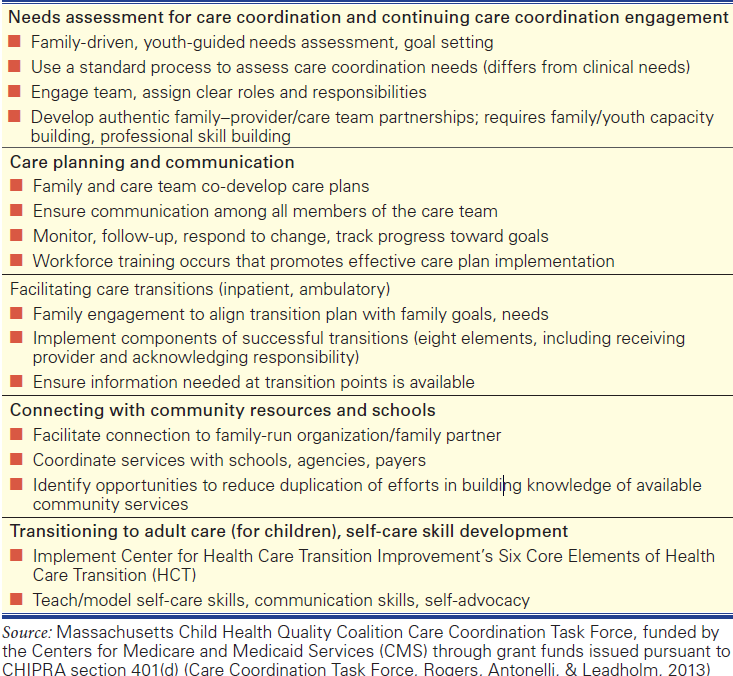 Needs assessment for care coordination and continuing care coordination engagement
■ Family-driven, youth-guided needs assessment, goal setting
■ Use a standard process to assess care coordination needs (differs from clinical needs)
■ Engage team, assign clear roles and responsibilities
■ Develop authentic family–provider/care team partnerships; requires family/youth capacity
building, professional skill building
Care planning and communication
■ Family and care team co-develop care plans
■ Ensure communication among all members of the care team
■ Monitor, follow-up, respond to change, track progress toward goals
■ Workforce training occurs that promotes effective care plan implementation
Facilitating care transitions (inpatient, ambulatory)
■ Family engagement to align transition plan with family goals, needs
■ Implement components of successful transitions (eight elements, including receiving
provider and acknowledging responsibility)
■ Ensure information needed at transition points is available
Connecting with community resources and schools
■ Facilitate connection to family-run organization/family partner
■ Coordinate services with schools, agencies, payers
■ Identify opportunities to reduce duplication of efforts in building knowledge of available
community services
Transitioning to adult care (for children), self-care skill development
■ Implement Center for Health Care Transition Improvement’s Six Core Elements of Health
Care Transition (HCT)
■ Teach/model self-care skills, communication skills, self-advocacy
Source: Massachusetts Child Health Quality Coalition Care Coordination Task Force, funded by
the Centers for Medicare and Medicaid Services (CMS) through grant funds issued pursuant to
CHIPRA section 401(d) (Care Coordination Task Force, Rogers, Antonelli, & Leadholm, 2013)